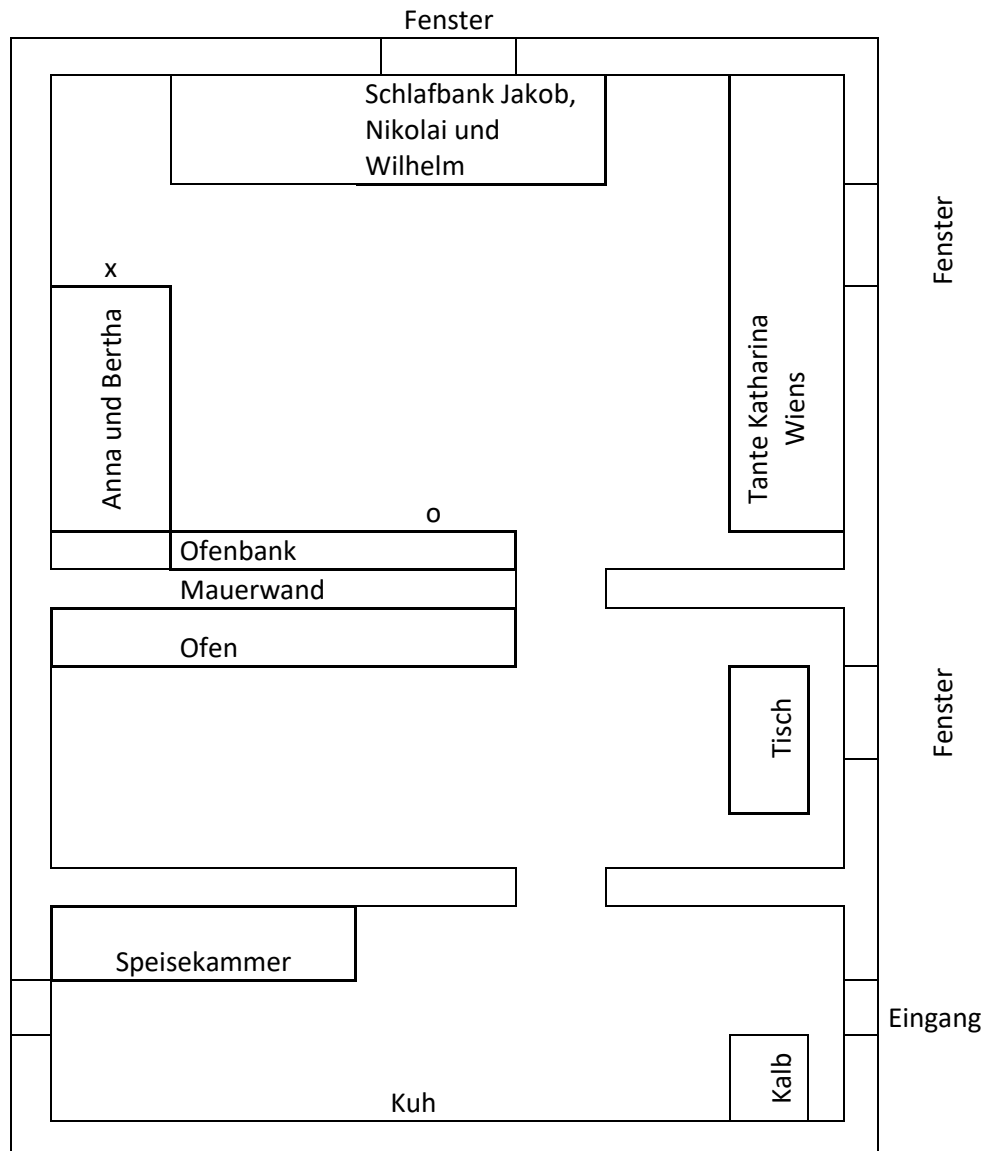 Fenster
Schlafbank Jakob,
Nikolai und
Wilhelm
Fenster
x
Anna und Bertha
Tante Katharina
Wiens
o
Ofenbank
Mauerwand
Ofen
Fenster
Tisch
Speisekammer
Eingang
Kalb
Kuh